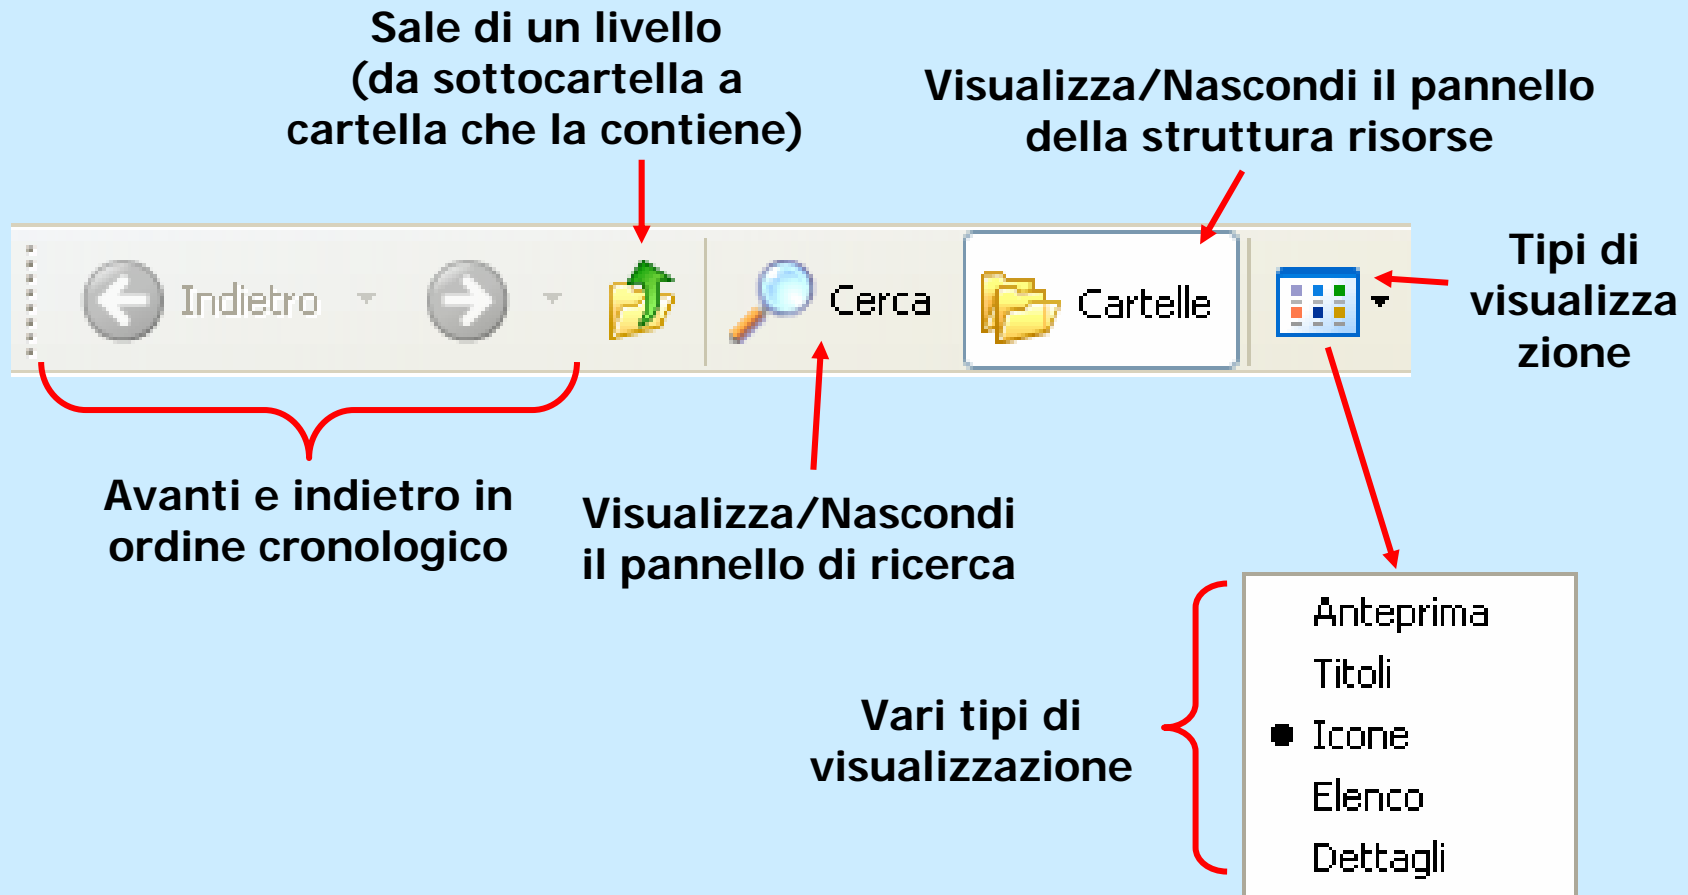 Sale di un livello
(da sottocartella a
cartella che la contiene)
Visualizza/Nascondi il pannello
della struttura risorse
Indietro
Cerca
Cartelle
Tipi di
visualizza
zione
Avanti e indietro in
ordine cronologico
Visualizza/Nascondi
il pannello di ricerca
Vari tipi di
visualizzazione
Anteprima
Titoli
Icone
Elenco
Dettagli